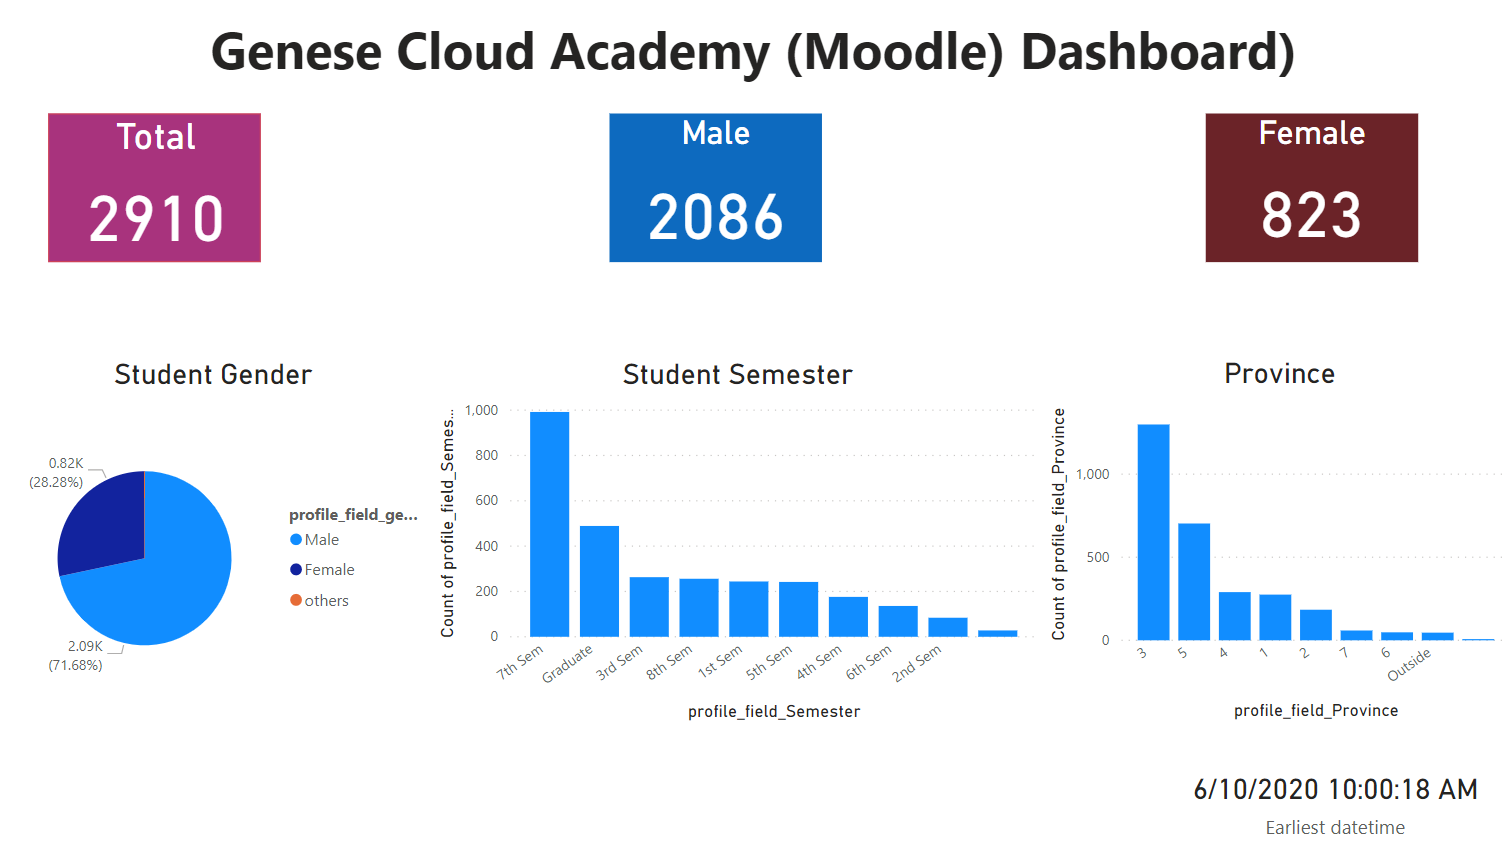 Genese Cloud Academy (Moodle) Dashboard)
Total
2910
Male
2086
Female
823
Student Gender
0.82K
(28.28%)
2.09K
(71.68%)
profile_field_ge...
Male
Female
others
Student Semester
Count of profile_field_Semes...
1,000
800
600
400
200
0
7th Sem
Graduate
3rd Sem
8th Sem
1st Sem
5th Sem
4th Sem
6th Sem
2nd Sem
profile_field_Semester
Province
Count of profile_field_Province
1,000
500
0
3
5
4
1
2
7
6
Outside
profile_field_Province
6/10/2020 10:00:18 AM
Earliest datetime